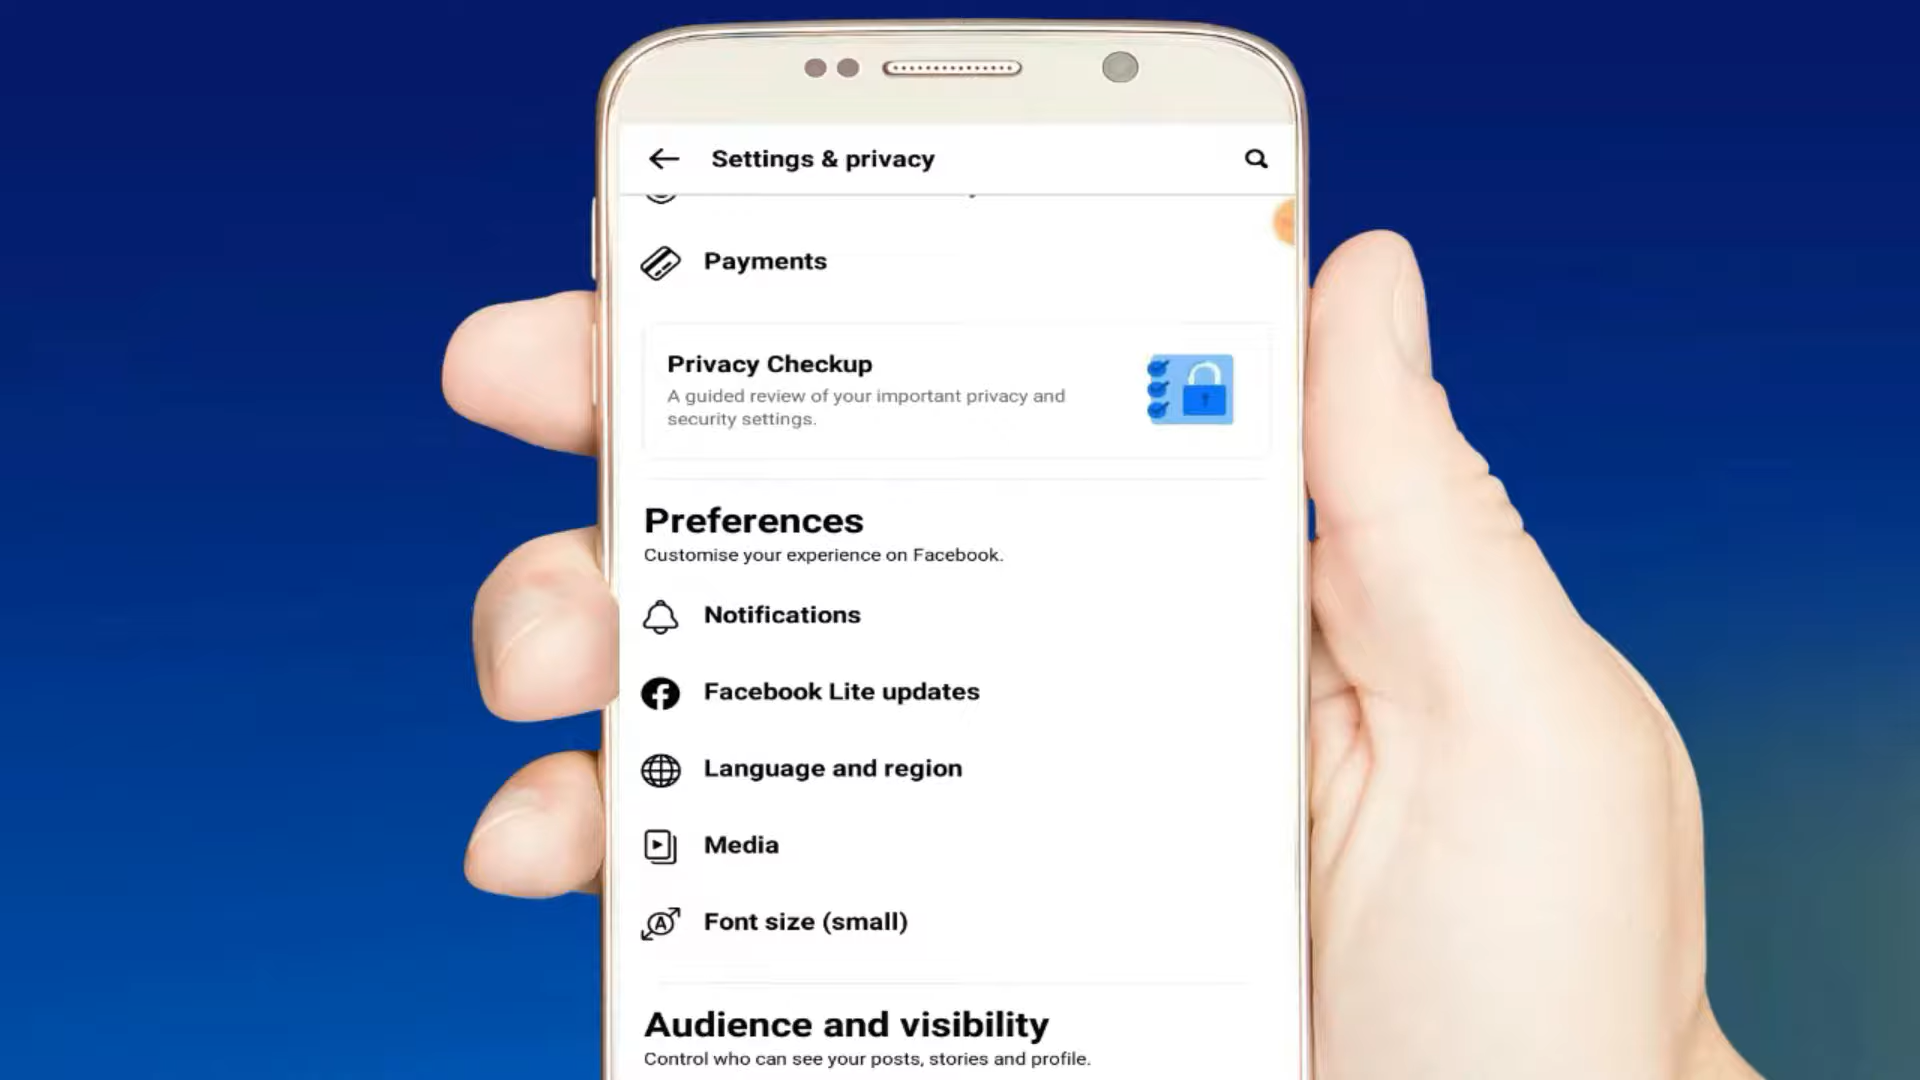 Settings & privacy
Payments
Privacy Checkup
A guided review of your important privacy and
security settings.
Preferences
Customise your experience on Facebook.
Notifications
Facebook Lite updates
Language and region
Media
Font size (small)
Audience and visibility
Control who can see your posts, stories and profile.